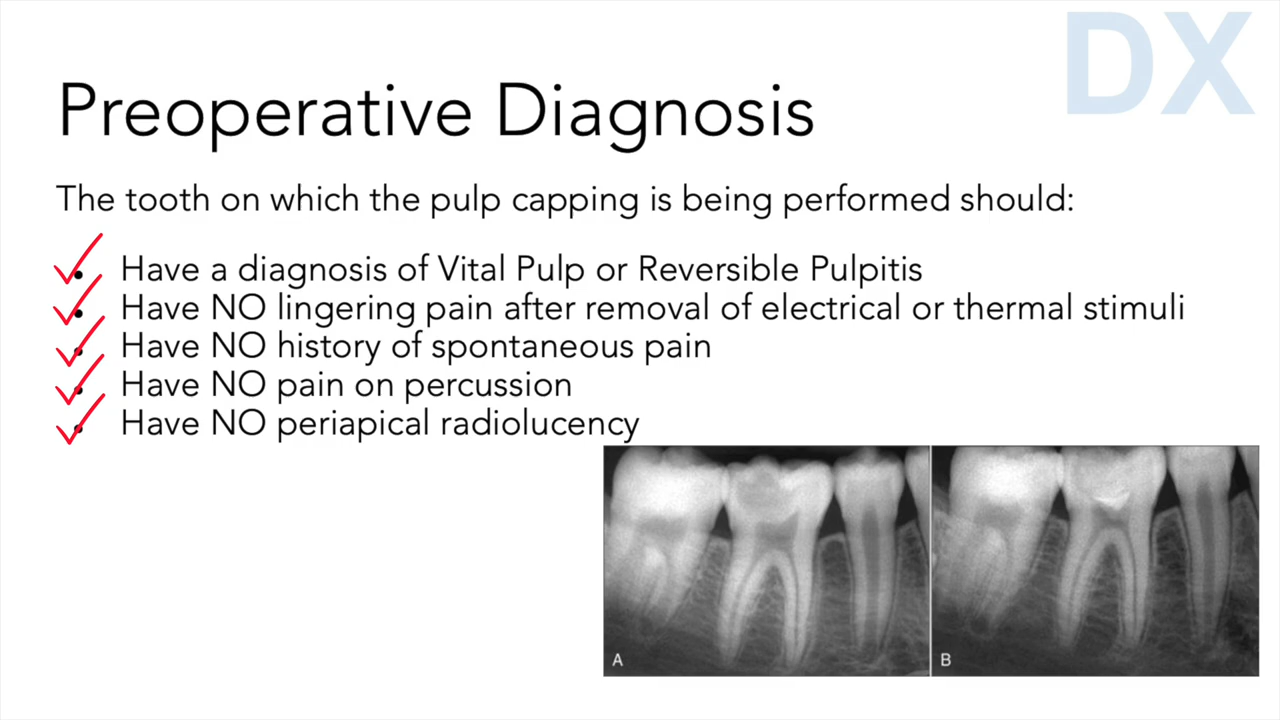 DX
Preoperative Diagnosis
The tooth on which the pulp capping is being performed should:
• Have a diagnosis of Vital Pulp or Reversible Pulpitis
• Have NO lingering pain after removal of electrical or thermal stimuli
• Have NO history of spontaneous pain
• Have NO pain on percussion
• Have NO periapical radiolucency
A
B